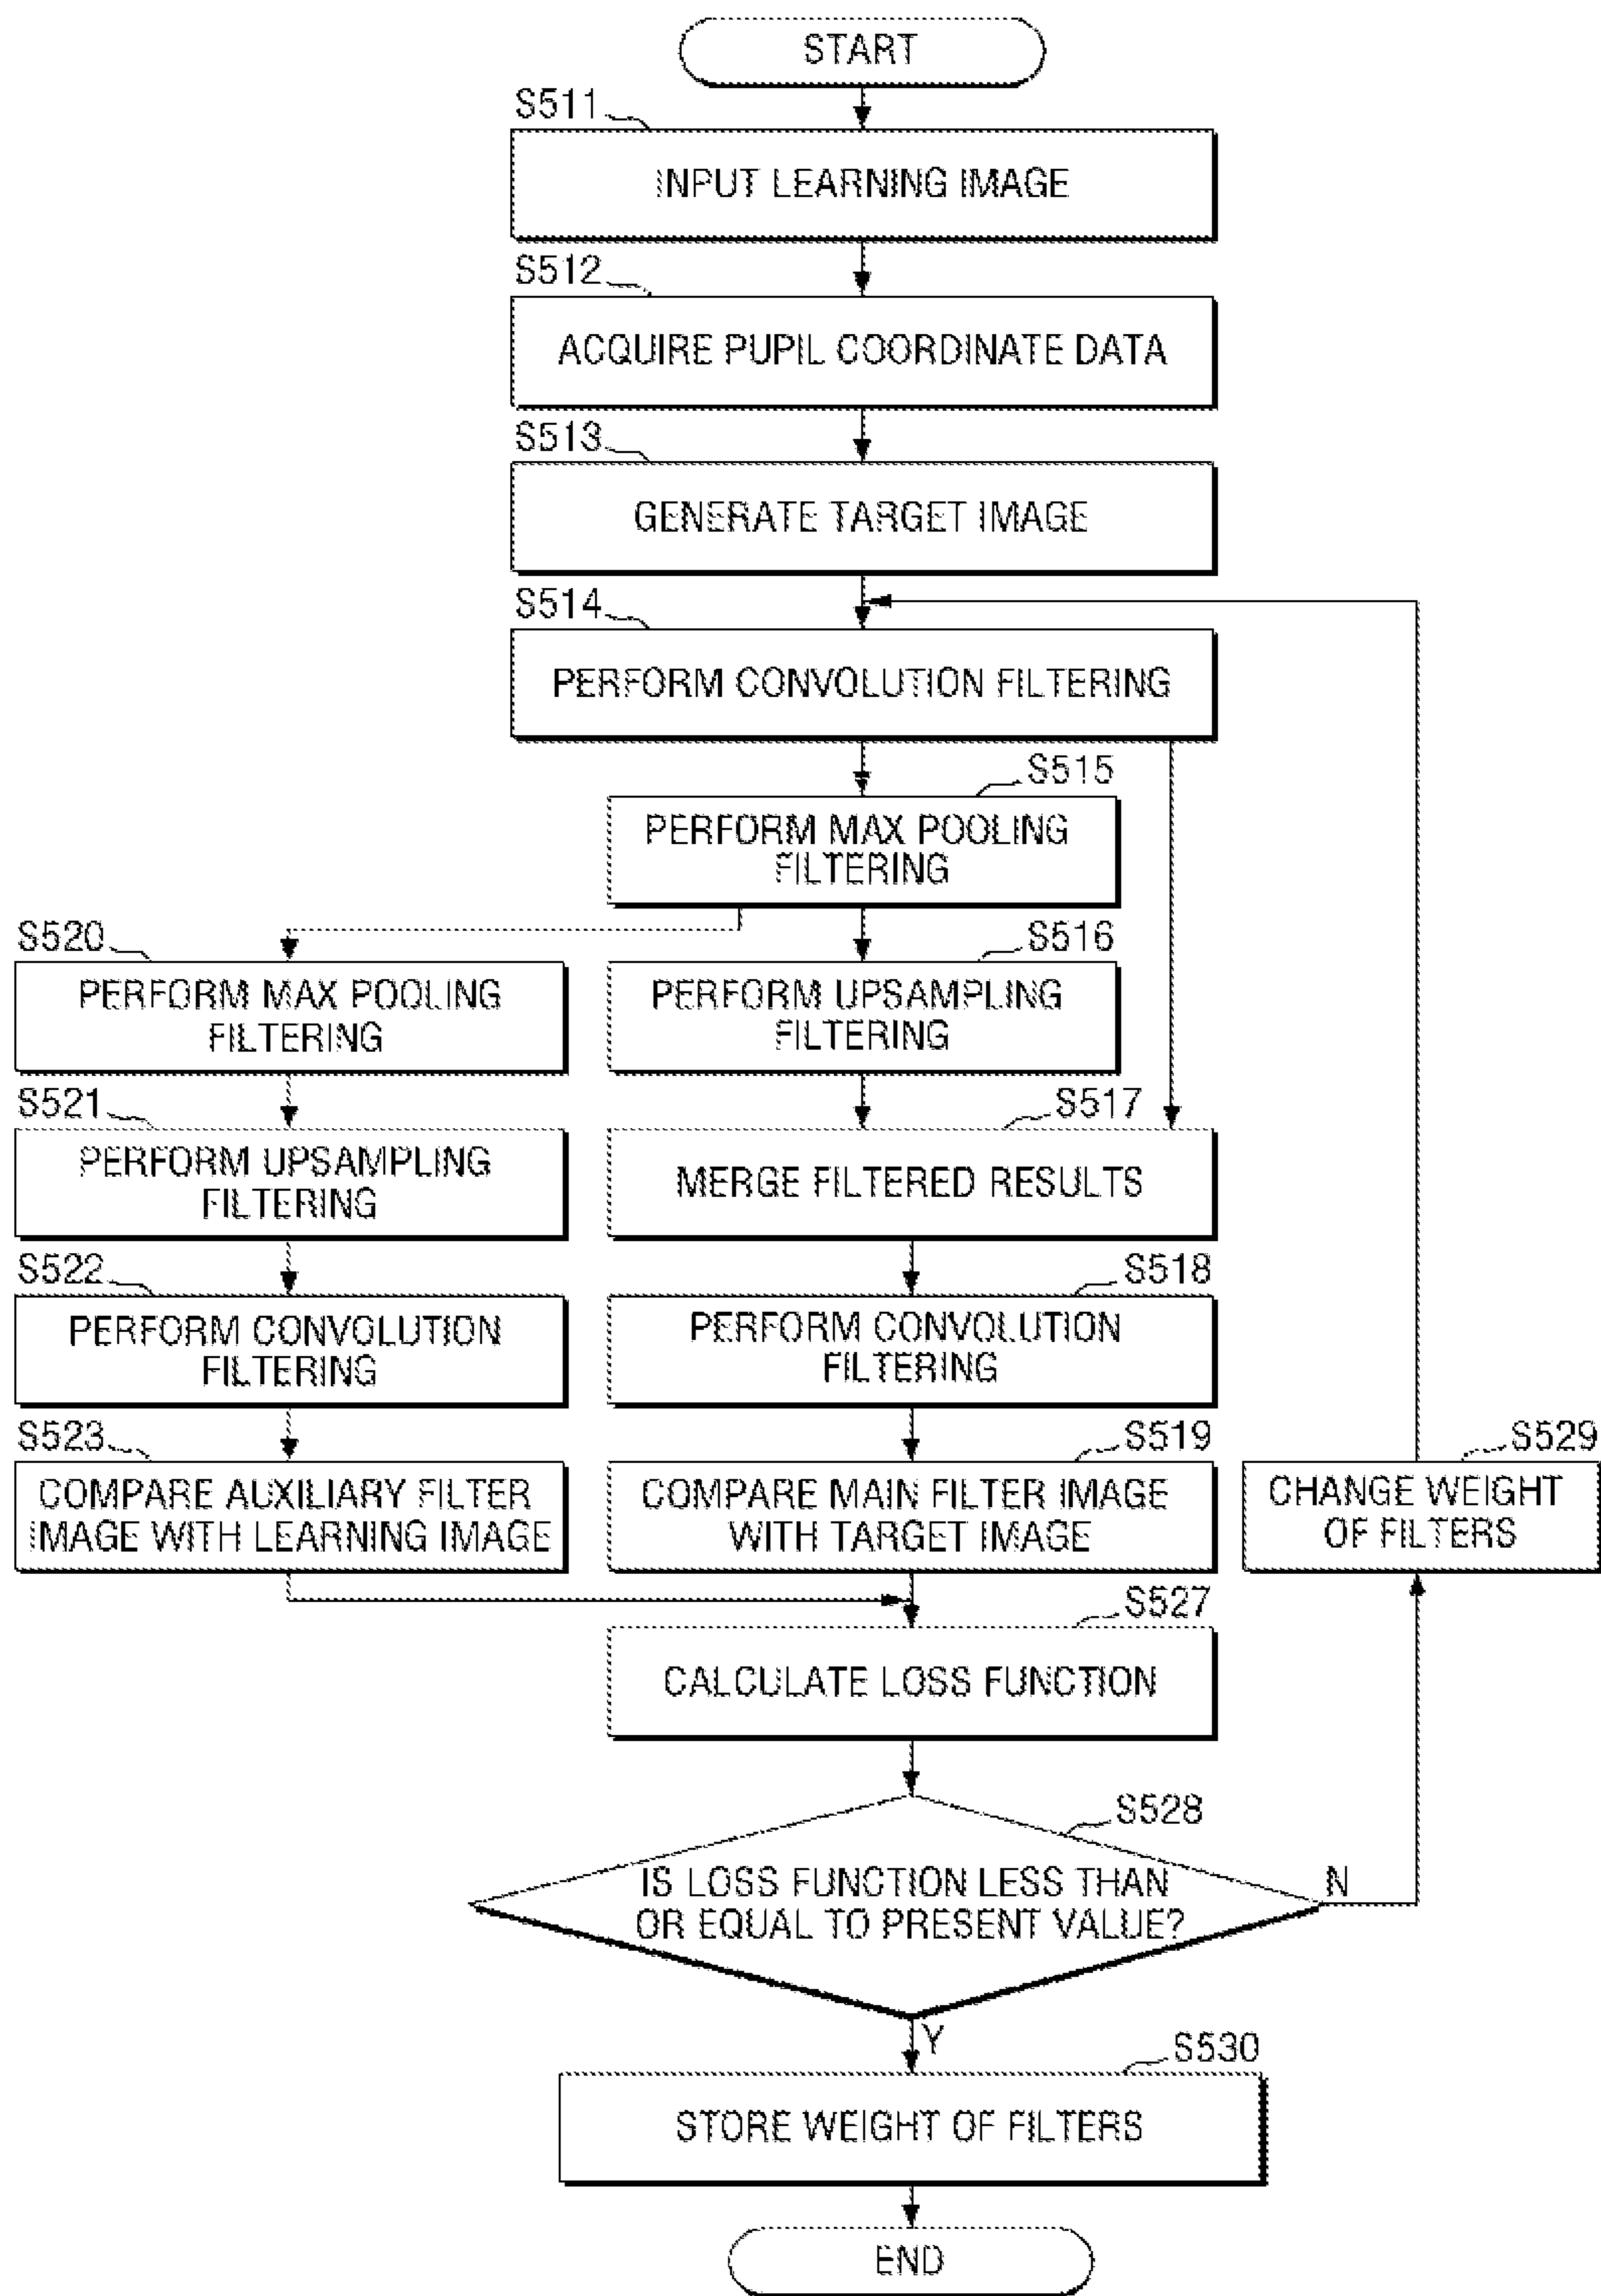 START
S511
INPUT LEARNING IMAGE
S512
ACQUIRE PUPIL COORDINATE DATA
S513
GENERATE TARGET IMAGE
S514
PERFORM CONVOLUTION FILTERING
S515
PERFORM MAX POOLING
FILTERING
S520
PERFORM MAX POOLING
FILTERING
S516
PERFORM UPSAMPLING
FILTERING
S521
PERFORM UPSAMPLING
FILTERING
S517
MERGE FILTERED RESULTS
S522
PERFORM CONVOLUTION
FILTERING
S518
PERFORM CONVOLUTION
FILTERING
S523
COMPARE AUXILIARY FILTER
IMAGE WITH LEARNING IMAGE
S519
COMPARE MAIN FILTER IMAGE
WITH TARGET IMAGE
S529
CHANGE WEIGHT
OF FILTERS
S527
CALCULATE LOSS FUNCTION
S528
IS LOSS FUNCTION LESS THAN
OR EQUAL TO PRESENT VALUE?
N
Y
S530
STORE WEIGHT OF FILTERS
END